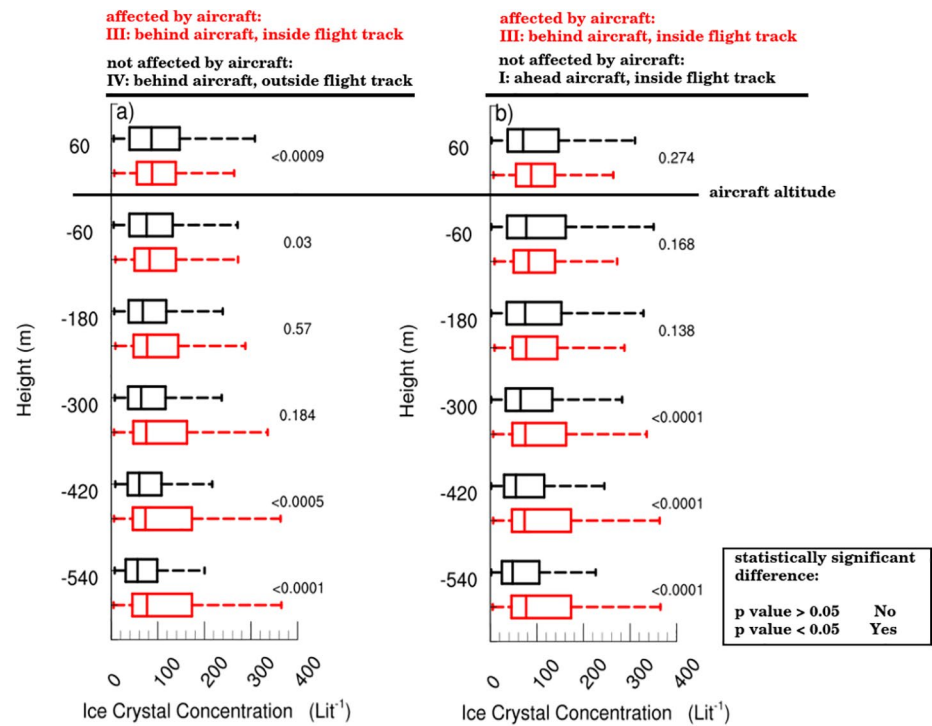 affected by aircraft:
III: behind aircraft, inside flight track
not affected by aircraft:
IV: behind aircraft, outside flight track
affected by aircraft:
III: behind aircraft, inside flight track
not affected by aircraft:
I: ahead aircraft, inside flight track
a)
60
<0.0009
-60
0.03
-180
0.57
-300
0.184
-420
<0.0005
-540
<0.0001
Height (m)
0 100 200 300 400
Ice Crystal Concentration (Lit⁻¹)
b)
60
0.274
aircraft altitude
-60
0.168
-180
0.138
-300
<0.0001
-420
<0.0001
-540
<0.0001
Height (m)
0 100 200 300 400
Ice Crystal Concentration (Lit⁻¹)
statistically significant
difference:
p value > 0.05 No
p value < 0.05 Yes